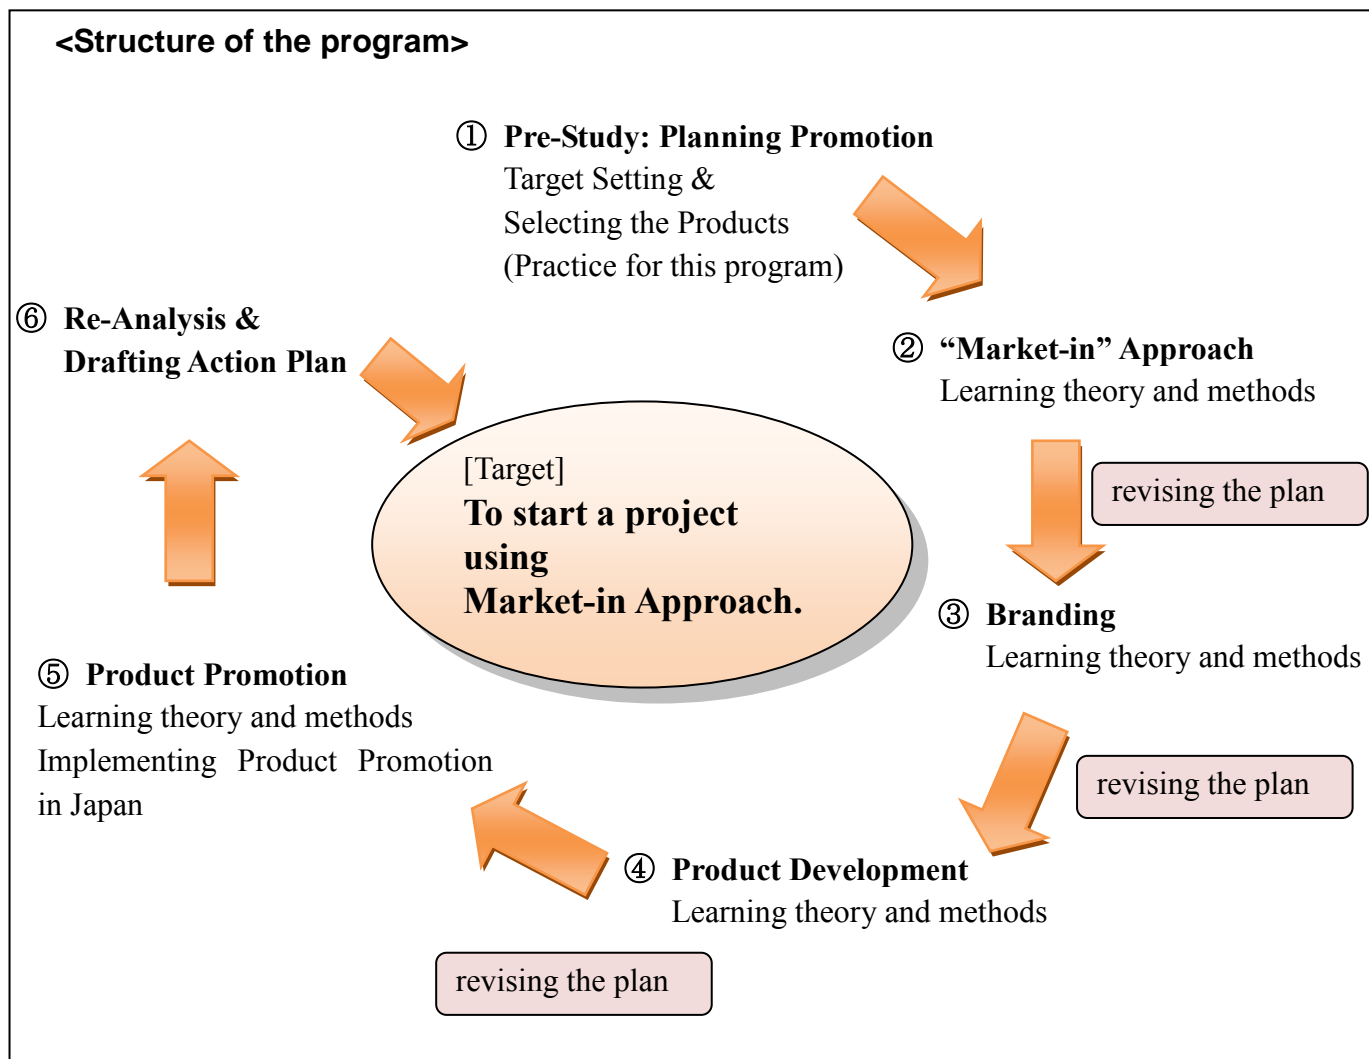 <Structure of the program>
① Pre-Study: Planning Promotion
Target Setting &
Selecting the Products
(Practice for this program)
② “Market-in” Approach
Learning theory and methods
revising the plan
③ Branding
Learning theory and methods
revising the plan
④ Product Development
Learning theory and methods
revising the plan
⑤ Product Promotion
Learning theory and methods
Implementing Product Promotion
in Japan
⑥ Re-Analysis &
Drafting Action Plan
[Target]
To start a project
using
Market-in Approach.